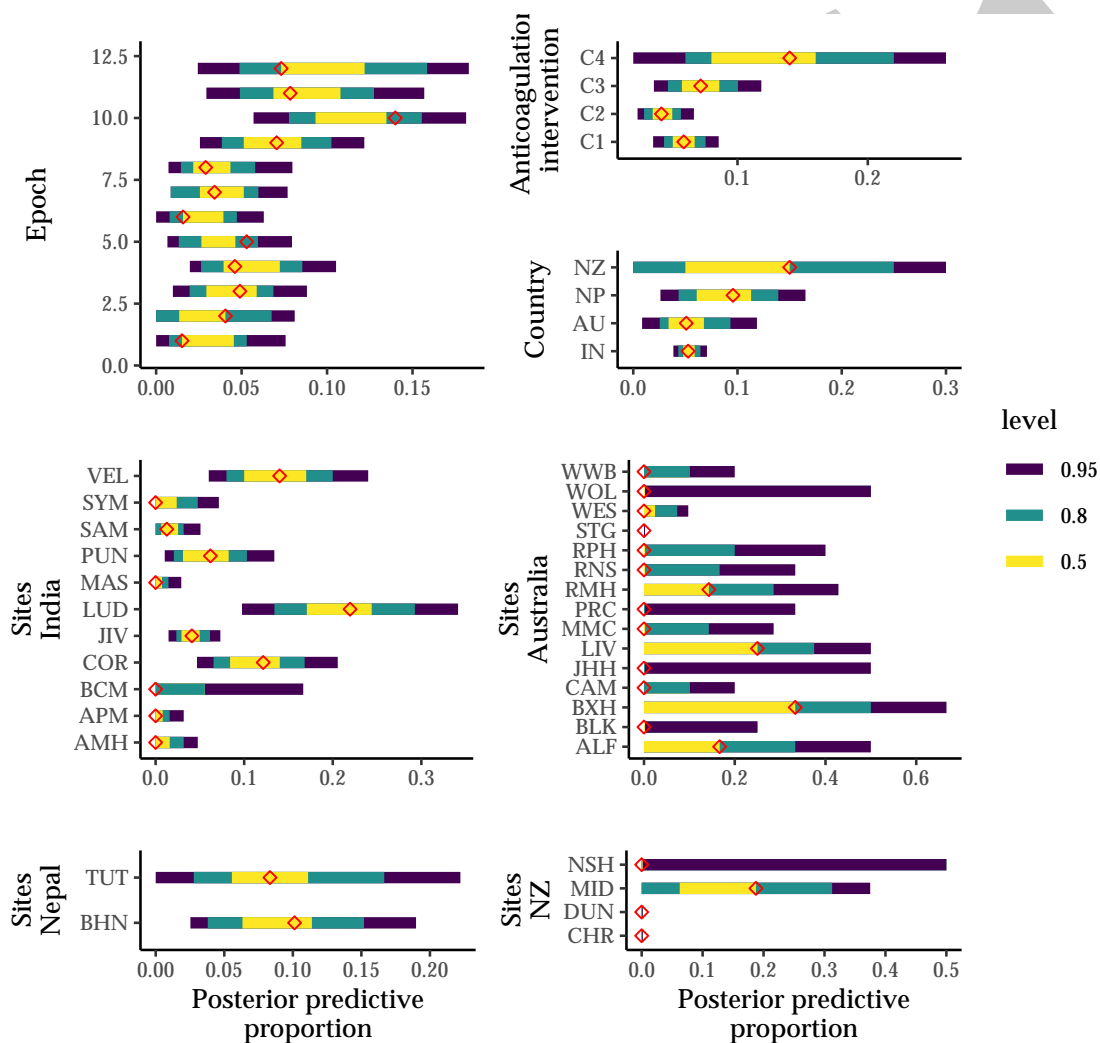 Epoch
12.5
10.0
7.5
5.0
2.5
0.0
0.00 0.05 0.10 0.15
Anticoagulation
intervention
C4
C3
C2
C1
0.1 0.2
Country
NZ
NP
AU
IN
0.0 0.1 0.2 0.3
Sites
India
VEL
SYM
SAM
PUN
MAS
LUD
JIV
COR
BCM
APM
AMH
0.0 0.1 0.2 0.3
Sites
Australia
WWB
WOL
WES
STG
RPH
RNS
RMH
PRC
MMC
LIV
JHH
CAM
BXH
BLK
ALF
0.0 0.2 0.4 0.6
level
0.95
0.8
0.5
Sites
Nepal
TUT
BHN
0.00 0.05 0.10 0.15 0.20
Posterior predictive
proportion
Sites
NZ
NSH
MID
DUN
CHR
0.0 0.1 0.2 0.3 0.4 0.5
Posterior predictive
proportion